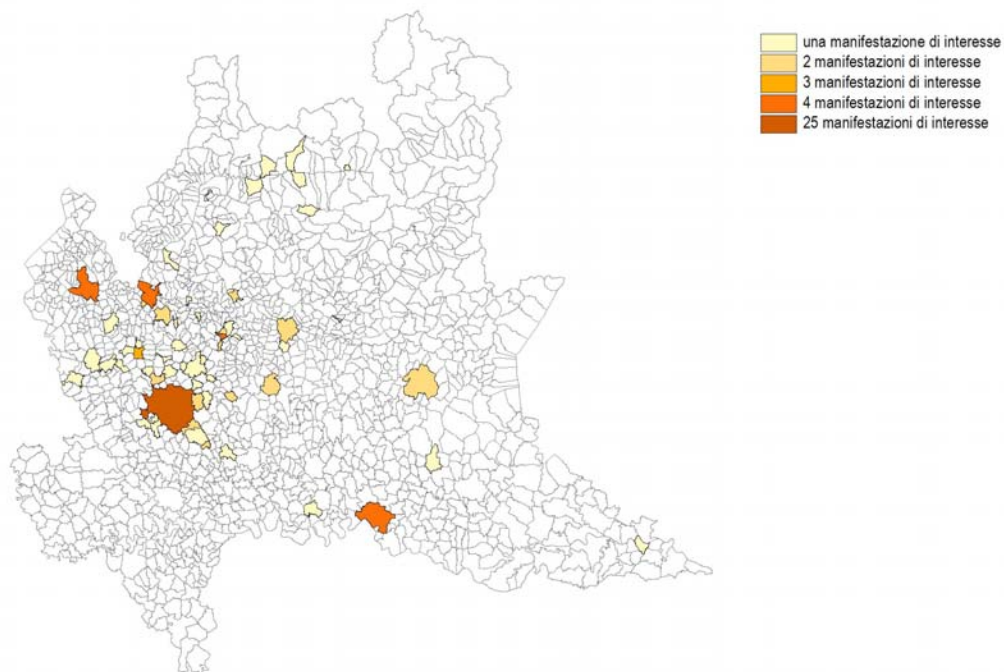 una manifestazione di interesse
2 manifestazioni di interesse
3 manifestazioni di interesse
4 manifestazioni di interesse
25 manifestazioni di interesse